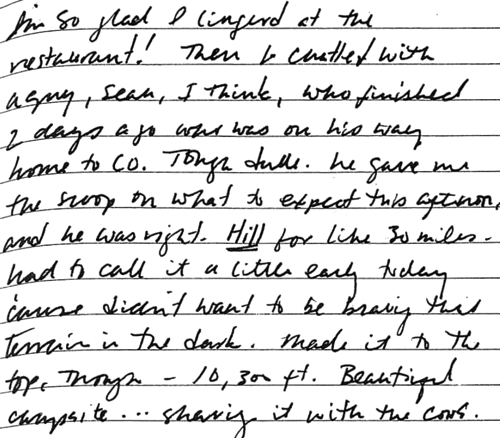 I'm so glad I lingerd at the
restaurant! Then I chatted with
a guy, Sean, I think, who finished
2 days ago who was on his way
home to CO. Tough dude. He gave me
the scoop on what to expect this afternoon,
and he was right. Hill for like 30 miles.
had to call it a little early today
'cause didn't want to be braving this
terrain in the dark. Made it to the
top, though - 10,300 ft. Beautiful
campsite... sharing it with the cows.